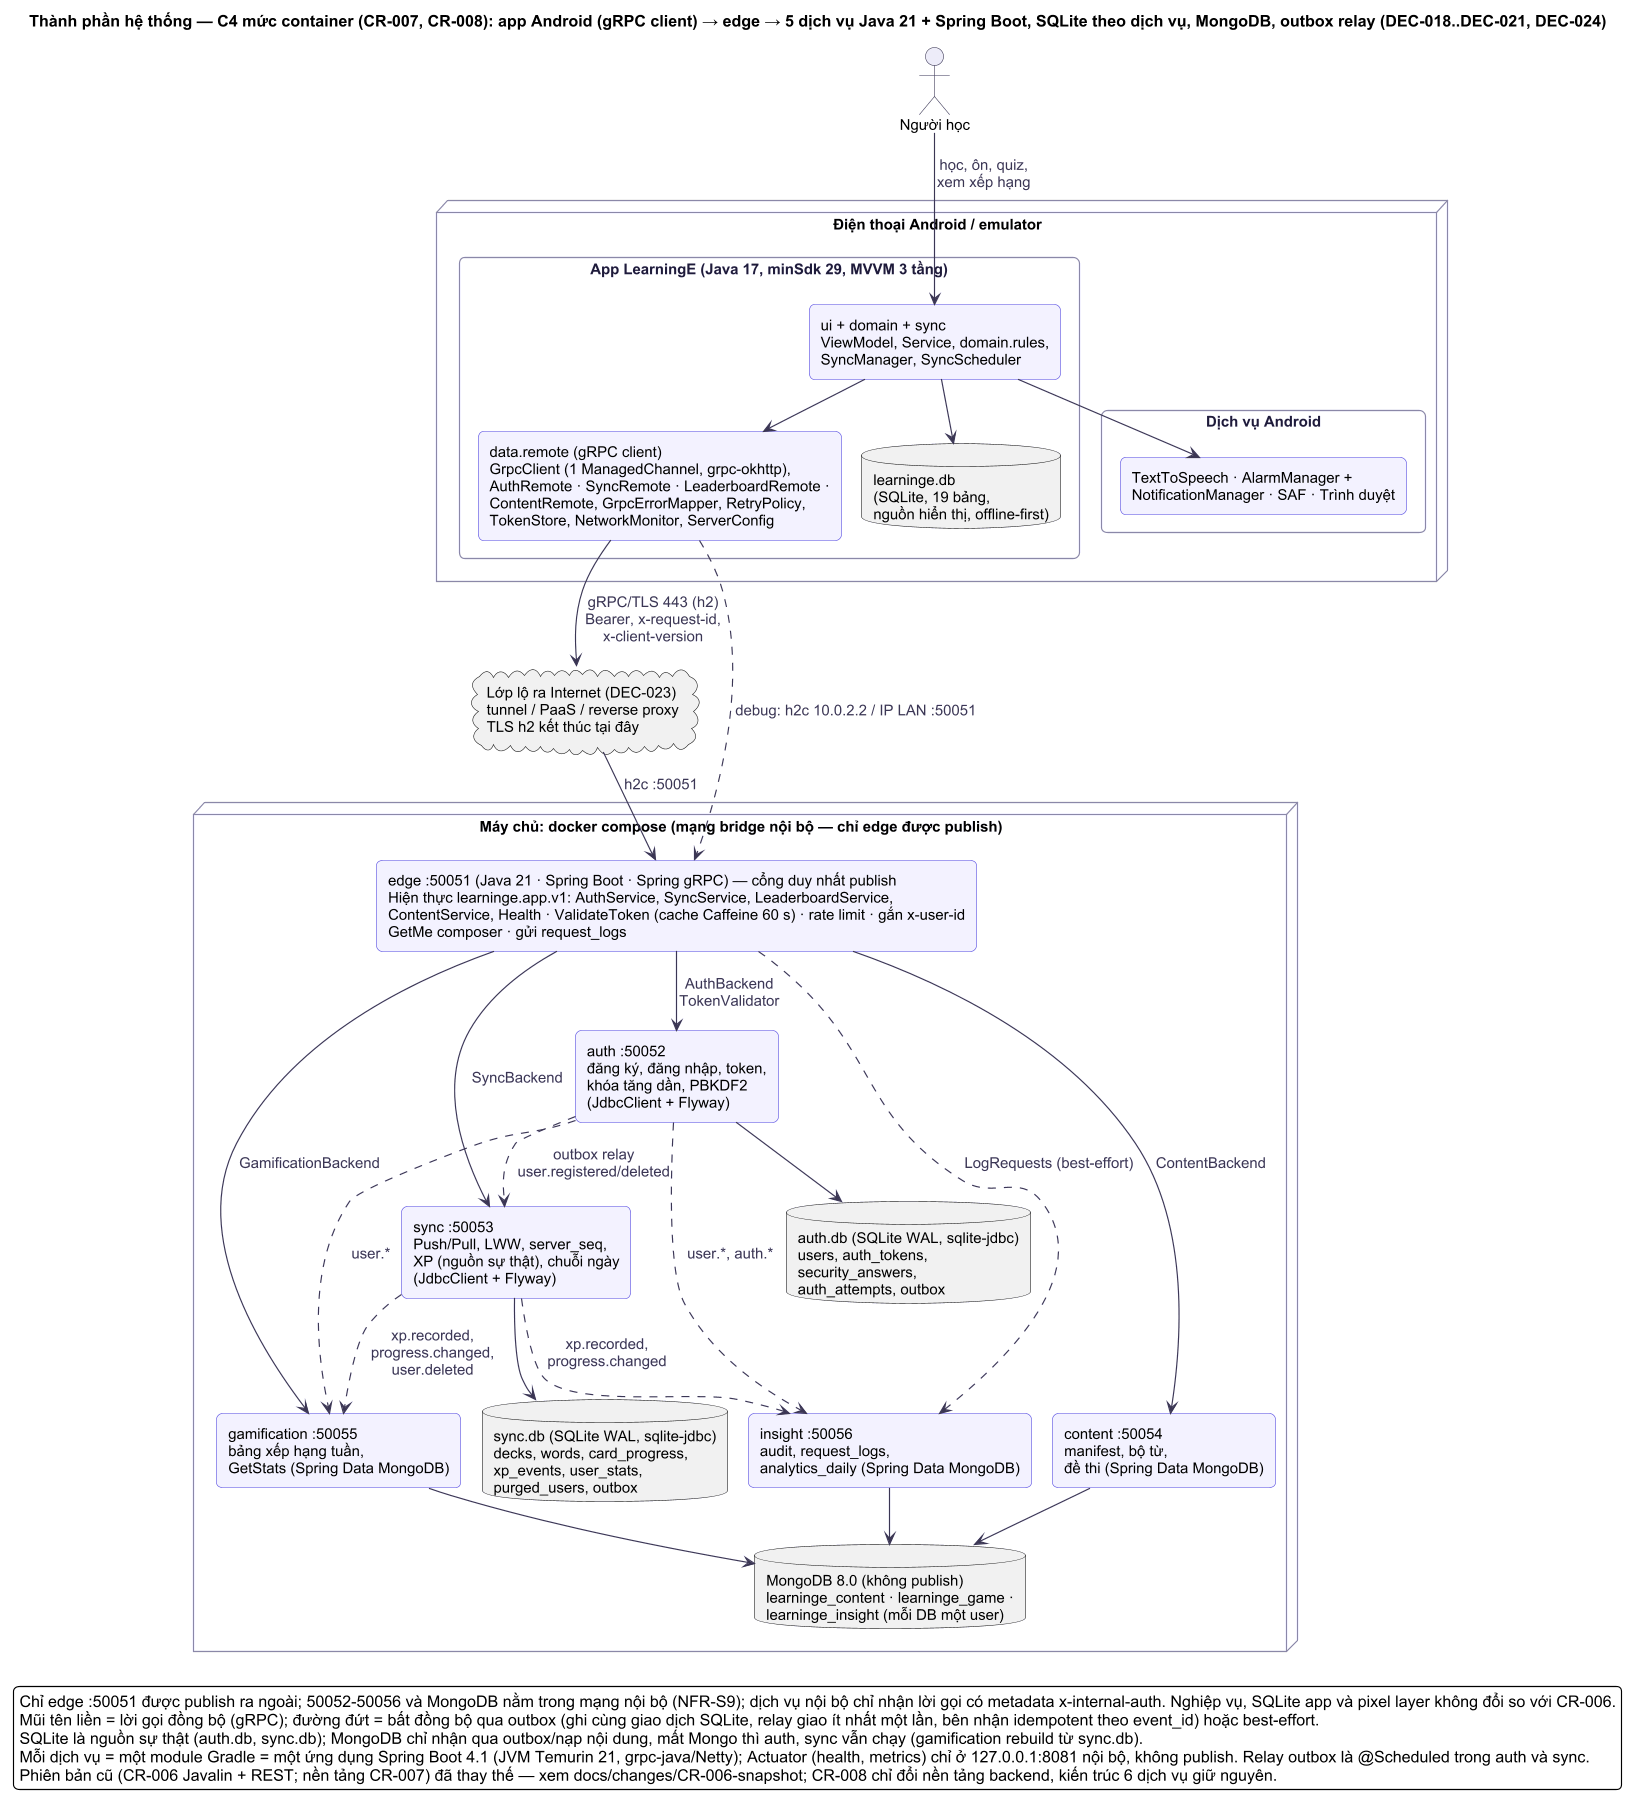 Thành phần hệ thống — C4 mức container (CR-007, CR-008): app Android (gRPC client) → edge → 5 dịch vụ Java 21 + Spring Boot, SQLite theo dịch vụ, MongoDB, outbox relay (DEC-018..DEC-021, DEC-024)
Người học
học, ôn, quiz,
xem xếp hạng
Điện thoại Android / emulator
App LearningE (Java 17, minSdk 29, MVVM 3 tầng)
ui + domain + sync
ViewModel, Service, domain.rules,
SyncManager, SyncScheduler
Dịch vụ Android
TextToSpeech · AlarmManager +
NotificationManager · SAF · Trình duyệt
data.remote (gRPC client)
GrpcClient (1 ManagedChannel, grpc-okhttp),
AuthRemote · SyncRemote · LeaderboardRemote ·
ContentRemote, GrpcErrorMapper, RetryPolicy,
TokenStore, NetworkMonitor, ServerConfig
learninge.db
(SQLite, 19 bảng,
nguồn hiển thị, offline-first)
gRPC/TLS 443 (h2)
Bearer, x-request-id,
x-client-version
Lớp lộ ra Internet (DEC-023)
tunnel / PaaS / reverse proxy
TLS h2 kết thúc tại đây
debug: h2c 10.0.2.2 / IP LAN :50051
h2c :50051
Máy chủ: docker compose (mạng bridge nội bộ — chỉ edge được publish)
edge :50051 (Java 21 · Spring Boot · Spring gRPC) — cổng duy nhất publish
Hiện thực learninge.app.v1: AuthService, SyncService, LeaderboardService,
ContentService, Health · ValidateToken (cache Caffeine 60 s) · rate limit · gắn x-user-id
GetMe composer · gửi request_logs
AuthBackend
TokenValidator
auth :50052
đăng ký, đăng nhập, token,
khóa tăng dần, PBKDF2
(JdbcClient + Flyway)
SyncBackend
GamificationBackend
outbox relay
user.registered/deleted
LogRequests (best-effort)
ContentBackend
sync :50053
Push/Pull, LWW, server_seq,
XP (nguồn sự thật), chuỗi ngày
(JdbcClient + Flyway)
user.*
user.*, auth.*
auth.db (SQLite WAL, sqlite-jdbc)
users, auth_tokens,
security_answers,
auth_attempts, outbox
xp.recorded,
progress.changed,
user.deleted
xp.recorded,
progress.changed
gamification :50055
bảng xếp hạng tuần,
GetStats (Spring Data MongoDB)
sync.db (SQLite WAL, sqlite-jdbc)
decks, words, card_progress,
xp_events, user_stats,
purged_users, outbox
insight :50056
audit, request_logs,
analytics_daily (Spring Data MongoDB)
content :50054
manifest, bộ từ,
đề thi (Spring Data MongoDB)
MongoDB 8.0 (không publish)
learninge_content · learninge_game ·
learninge_insight (mỗi DB một user)
Chỉ edge :50051 được publish ra ngoài; 50052-50056 và MongoDB nằm trong mạng nội bộ (NFR-S9); dịch vụ nội bộ chỉ nhận lời gọi có metadata x-internal-auth. Nghiệp vụ, SQLite app và pixel layer không đổi so với CR-006.
Mũi tên liền = lời gọi đồng bộ (gRPC); đường đứt = bất đồng bộ qua outbox (ghi cùng giao dịch SQLite, relay giao ít nhất một lần, bên nhận idempotent theo event_id) hoặc best-effort.
SQLite là nguồn sự thật (auth.db, sync.db); MongoDB chỉ nhận qua outbox/nạp nội dung, mất Mongo thì auth, sync vẫn chạy (gamification rebuild từ sync.db).
Mỗi dịch vụ = một module Gradle = một ứng dụng Spring Boot 4.1 (JVM Temurin 21, grpc-java/Netty); Actuator (health, metrics) chỉ ở 127.0.0.1:8081 nội bộ, không publish. Relay outbox là @Scheduled trong auth và sync.
Phiên bản cũ (CR-006 Javalin + REST; nền tảng CR-007) đã thay thế — xem docs/changes/CR-006-snapshot; CR-008 chỉ đổi nền tảng backend, kiến trúc 6 dịch vụ giữ nguyên.